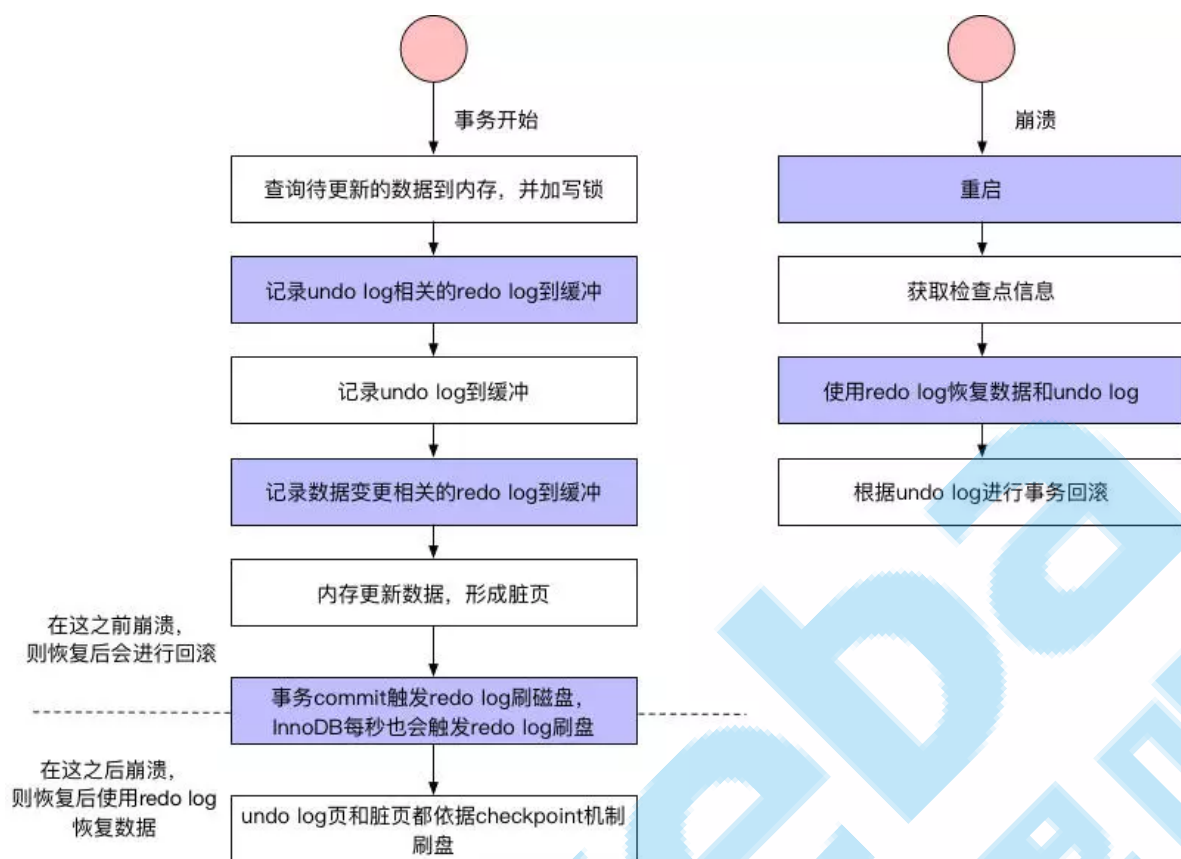 事务开始
查询待更新的数据到内存，并加写锁
记录undo log相关的redo log到缓冲
记录undo log到缓冲
记录数据变更相关的redo log到缓冲
内存更新数据，形成脏页
在这之前崩溃，
则恢复后会进行回滚
事务commit触发redo log刷磁盘，
InnoDB每秒也会触发redo log刷盘
在这之后崩溃，
则恢复后使用redo log
恢复数据
undo log页和脏页都依据checkpoint机制
刷盘
崩溃
重启
获取检查点信息
使用redo log恢复数据和undo log
根据undo log进行事务回滚